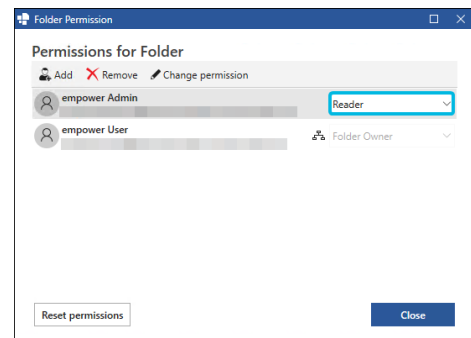 Folder Permission
Permissions for Folder
Add Remove Change permission
empower Admin
Reader
empower User
Folder Owner
Reset permissions Close